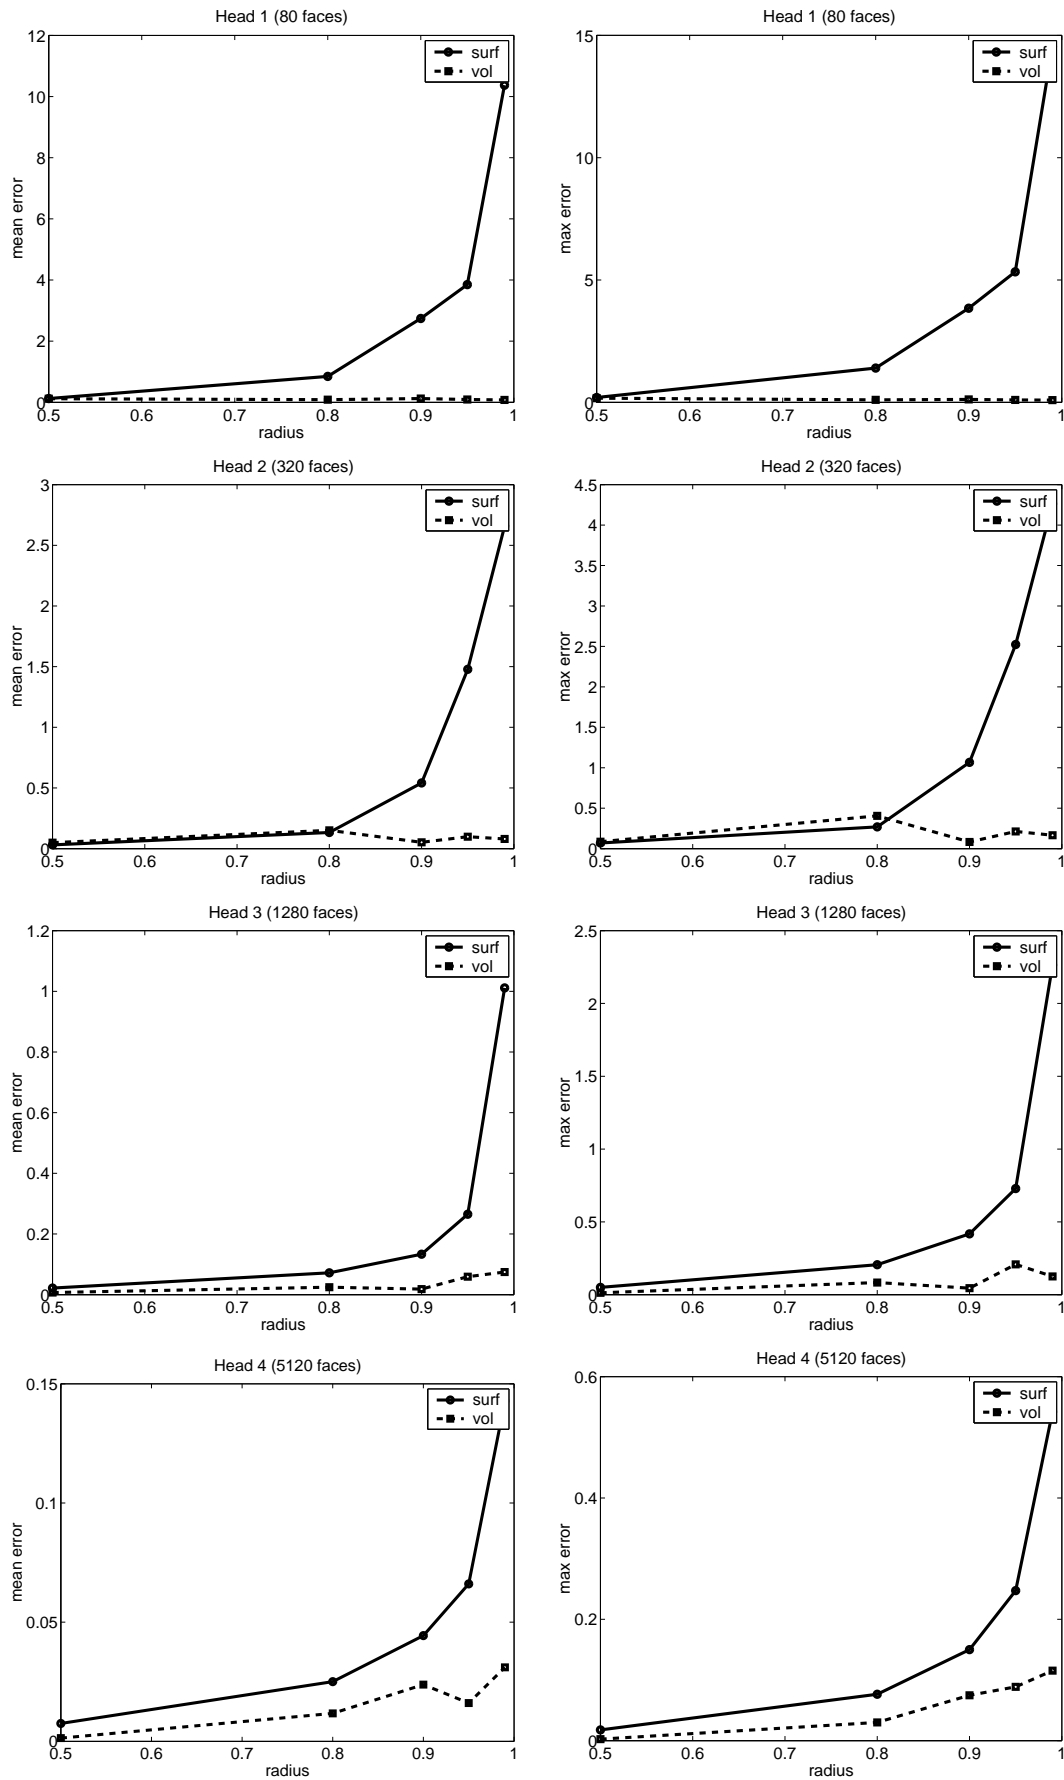 Head 1 (80 faces)
12
10
8
6
4
2
0
mean error
surf
vol
0.5
0.6
0.7
0.8
0.9
1
radius
Head 1 (80 faces)
15
10
5
0
max error
surf
vol
0.5
0.6
0.7
0.8
0.9
1
radius
Head 2 (320 faces)
3
2.5
2
1.5
1
0.5
0
mean error
surf
vol
0.5
0.6
0.7
0.8
0.9
1
radius
Head 2 (320 faces)
4.5
4
3.5
3
2.5
2
1.5
1
0.5
0
max error
surf
vol
0.5
0.6
0.7
0.8
0.9
1
radius
Head 3 (1280 faces)
1.2
1
0.8
0.6
0.4
0.2
0
mean error
surf
vol
0.5
0.6
0.7
0.8
0.9
1
radius
Head 3 (1280 faces)
2.5
2
1.5
1
0.5
0
max error
surf
vol
0.5
0.6
0.7
0.8
0.9
1
radius
Head 4 (5120 faces)
0.15
0.1
0.05
0
mean error
surf
vol
0.5
0.6
0.7
0.8
0.9
1
radius
Head 4 (5120 faces)
0.6
0.4
0.2
0
max error
surf
vol
0.5
0.6
0.7
0.8
0.9
1
radius